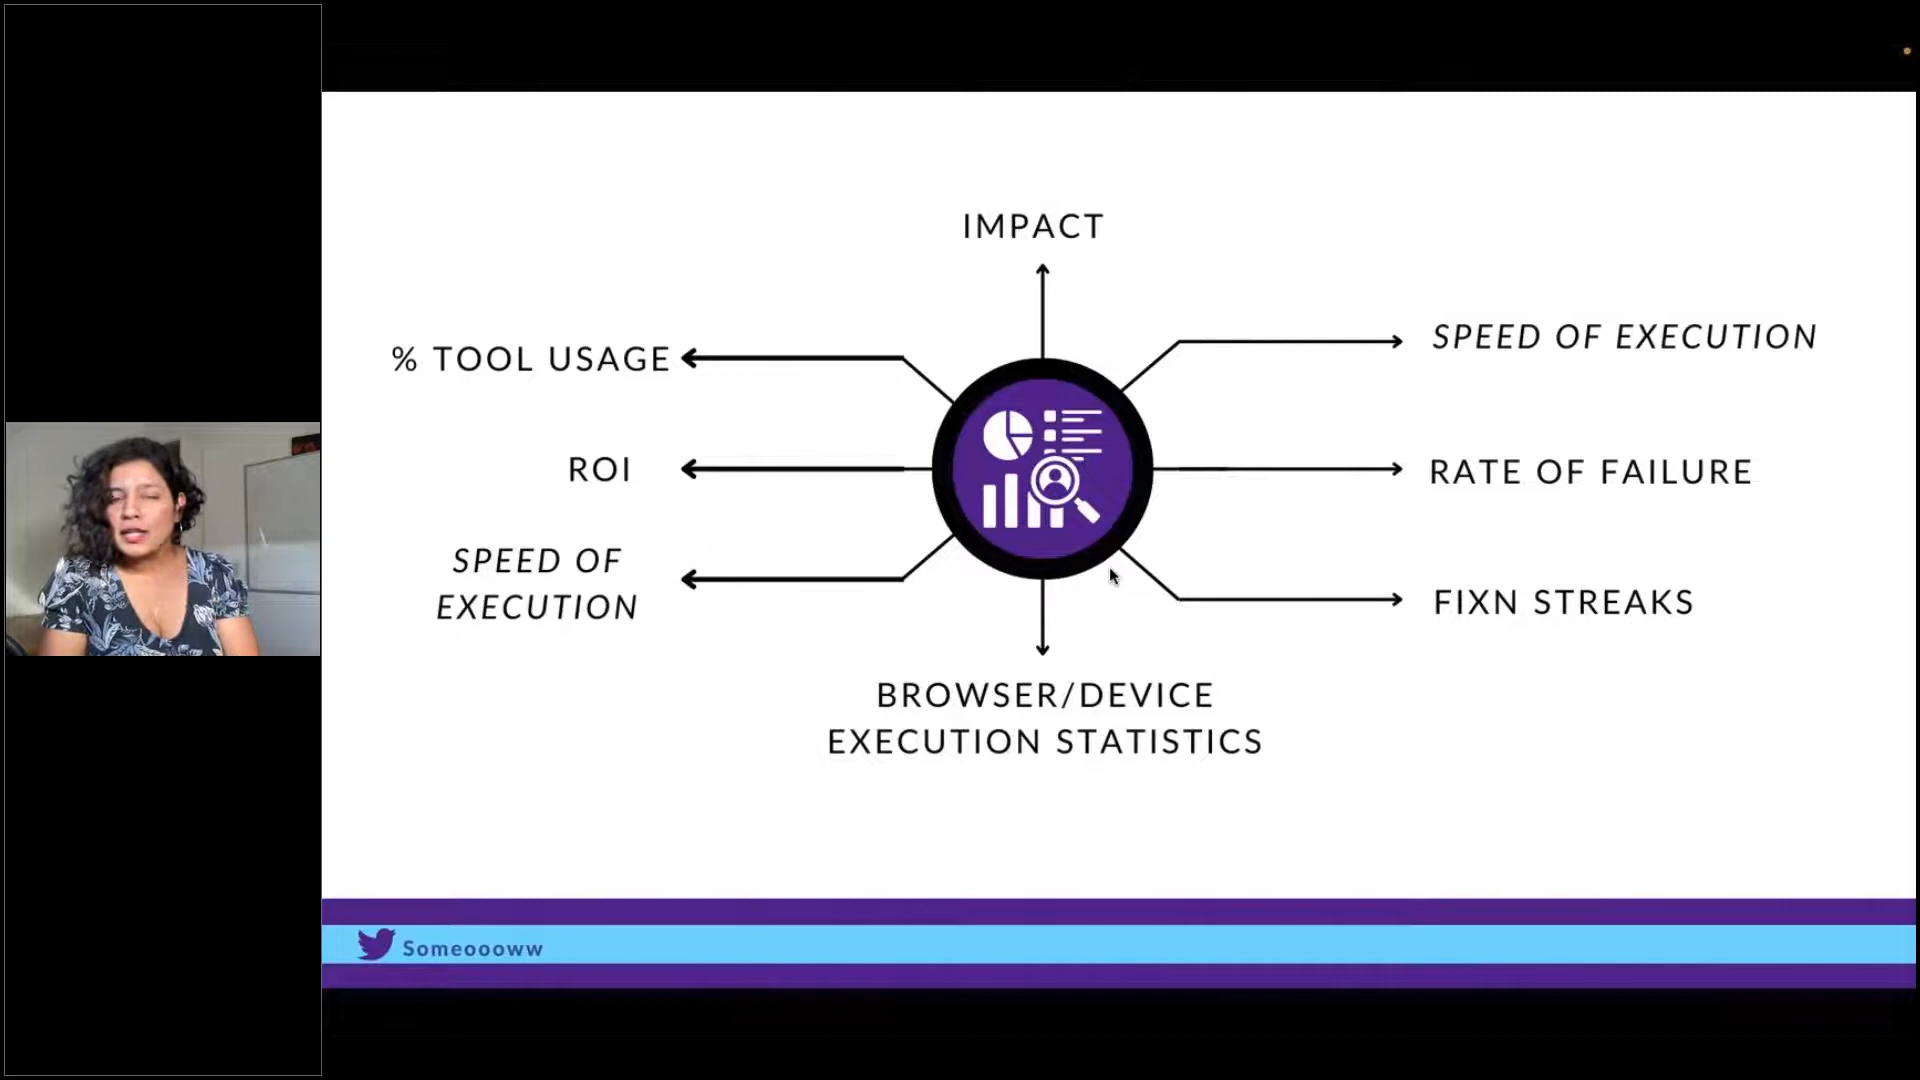 IMPACT
% TOOL USAGE
SPEED OF EXECUTION
ROI
RATE OF FAILURE
SPEED OF
EXECUTION
FIXN STREAKS
BROWSER/DEVICE
EXECUTION STATISTICS
Someoooww